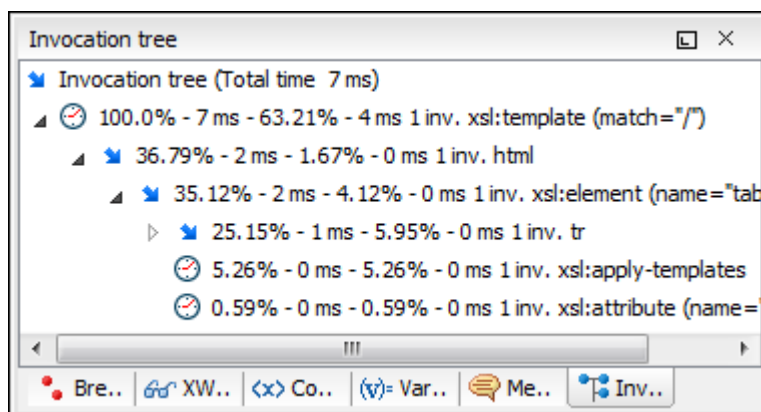 Invocation tree
Invocation tree (Total time 7 ms)
100.0% - 7 ms - 63.21% - 4 ms 1 inv. xsl:template (match="/")
36.79% - 2 ms - 1.67% - 0 ms 1 inv. html
35.12% - 2 ms - 4.12% - 0 ms 1 inv. xsl:element (name="tab
25.15% - 1 ms - 5.95% - 0 ms 1 inv. tr
5.26% - 0 ms - 5.26% - 0 ms 1 inv. xsl:apply-templates
0.59% - 0 ms - 0.59% - 0 ms 1 inv. xsl:attribute (name="
Bre.. XW.. <x> Co.. (v)= Var.. Me.. Inv..